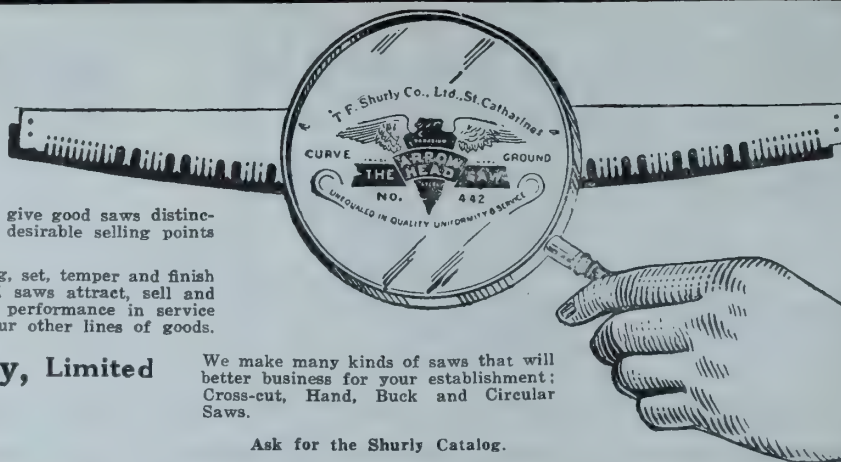 T. F. Shurly Co., Ltd., St. Catharines
CURVE GROUND
THE ARROW HEAD SAW
NO. 442
UNEQUALED IN QUALITY UNIFORMITY & SERVICE
give good saws distinc-
desirable selling points
g, set, temper and finish
saws attract, sell and
performance in service
ur other lines of goods.
y, Limited
We make many kinds of saws that will
better business for your establishment;
Cross-cut, Hand, Buck and Circular
Saws.
Ask for the Shurly Catalog.